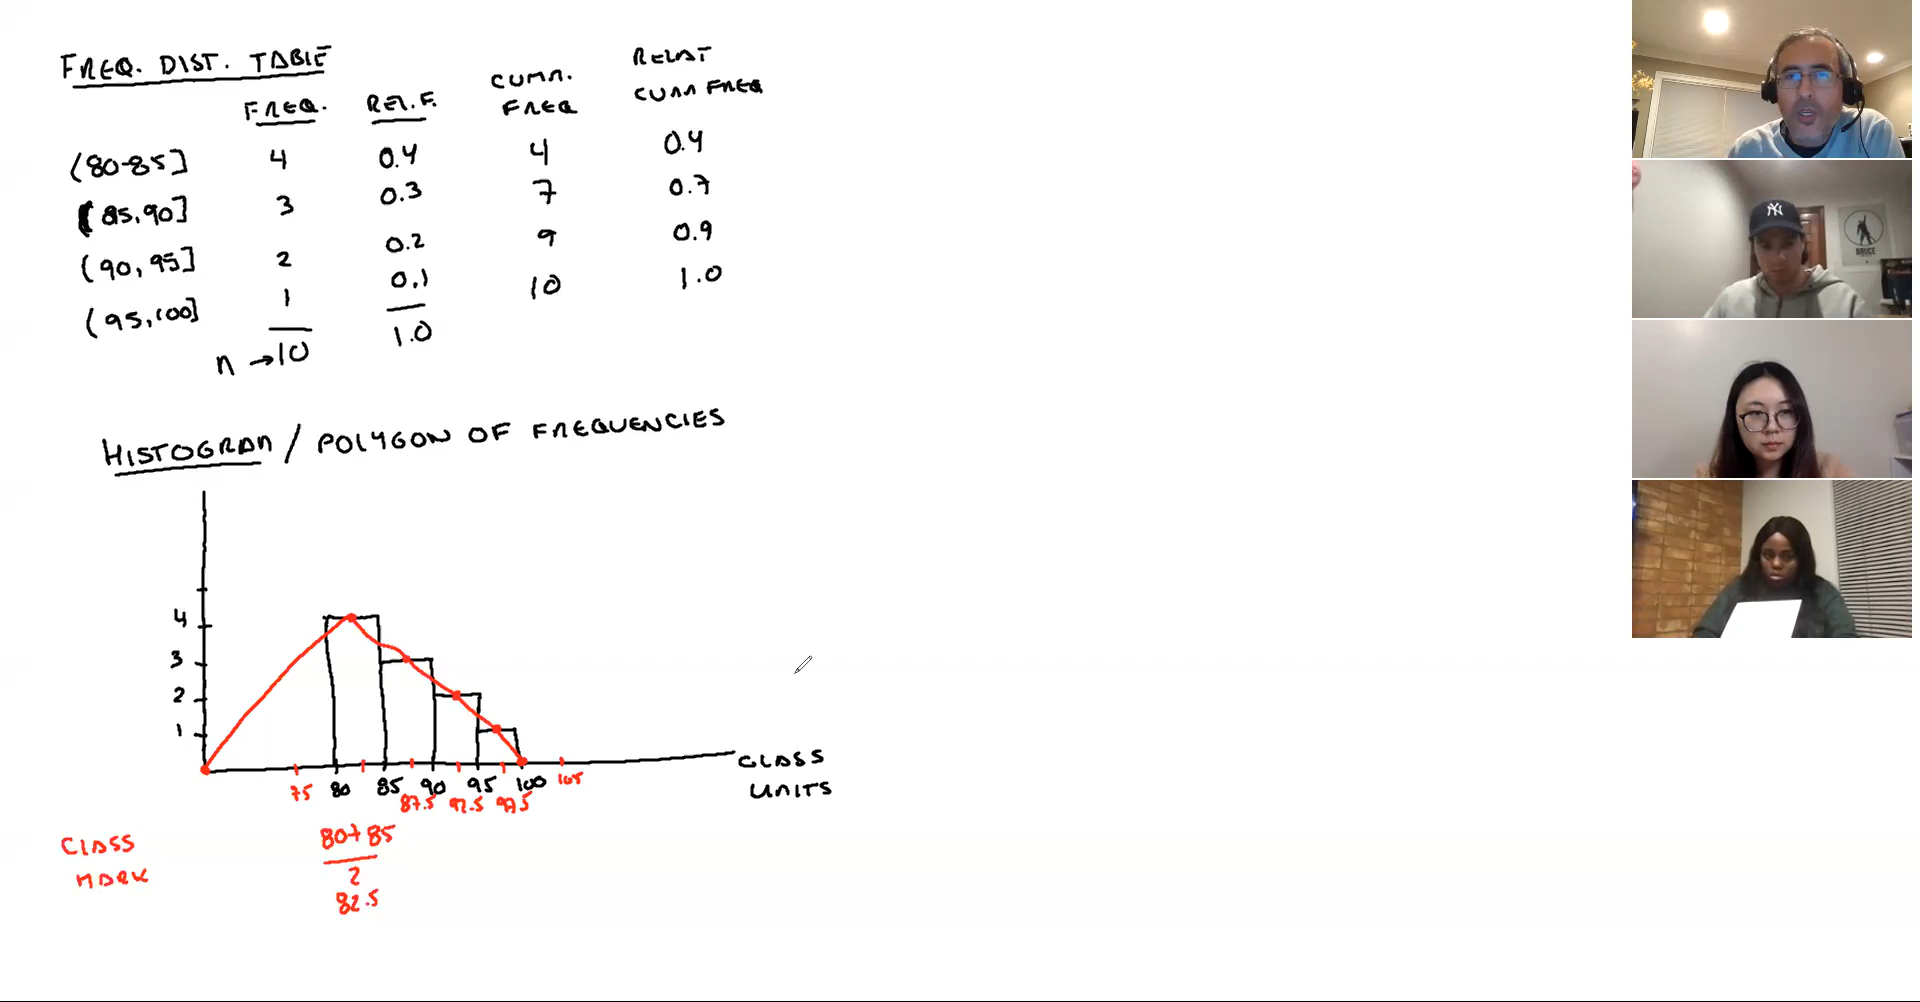 FREQ. DIST. TABLE
FREQ. REL.F. CUMM. FREQ RELAT CUMM FREQ
(80-85] 4 0.4 4 0.4
(85,90] 3 0.3 7 0.7
(90,95] 2 0.2 9 0.9
(95,100] 1 0.1 10 1.0
n →10 1.0
HISTOGRAM / POLYGON OF FREQUENCIES
4
3
2
1
75 80 85 90 95 100 105
87.5 92.5 97.5
CLASS
UNITS
CLASS
MARK
80+85
2
82.5
NY
BRUCE